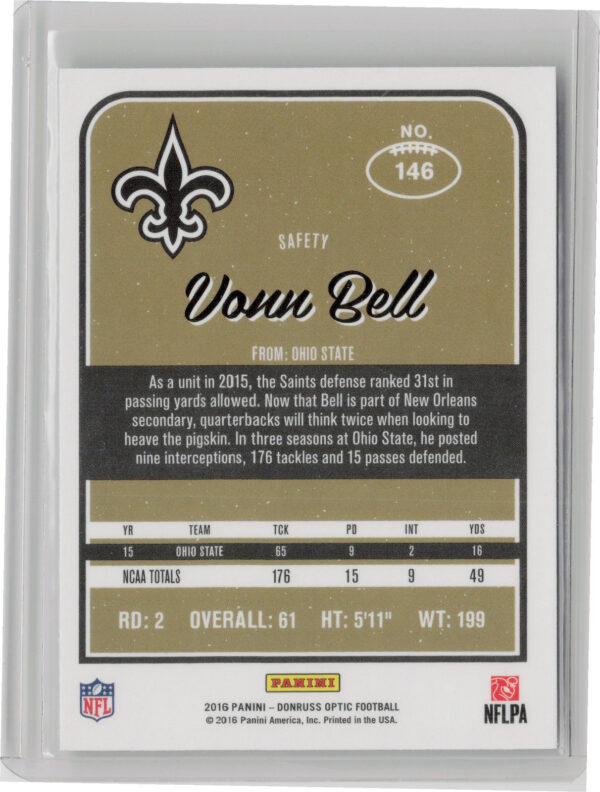 NO.
146
SAFETY
Vonn Bell
FROM: OHIO STATE
As a unit in 2015, the Saints defense ranked 31st in
passing yards allowed. Now that Bell is part of New Orleans
secondary, quarterbacks will think twice when looking to
heave the pigskin. In three seasons at Ohio State, he posted
nine interceptions, 176 tackles and 15 passes defended.
YR TEAM TCK PD INT YDS
15 OHIO STATE 65 9 2 16
NCAA TOTALS 176 15 9 49
RD: 2 OVERALL: 61 HT: 5'11" WT: 199
PANINI
NFL
2016 PANINI – DONRUSS OPTIC FOOTBALL
© 2016 Panini America, Inc. Printed in the USA.
NFLPA